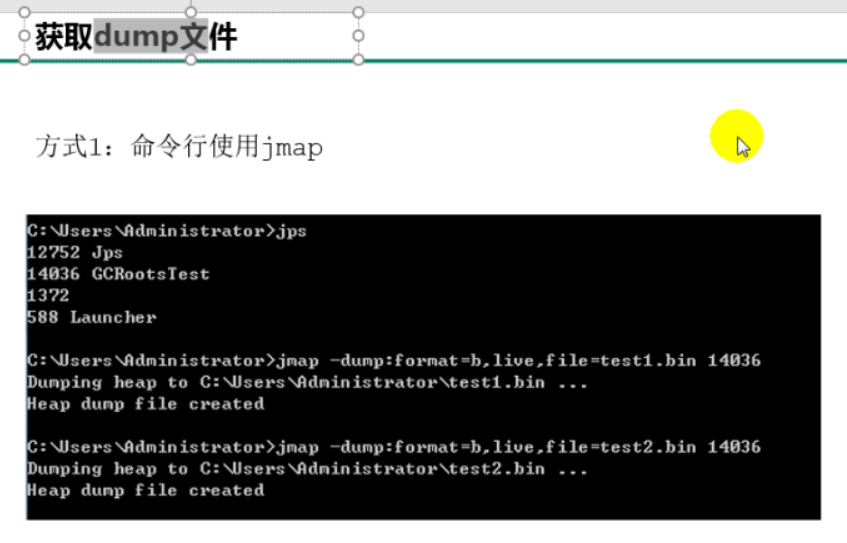 获取dump文件
方式1：命令行使用jmap
C:\Users\Administrator>jps
12752 Jps
14036 GCRootsTest
1372
588 Launcher
C:\Users\Administrator>jmap -dump:format=b,live,file=test1.bin 14036
Dumping heap to C:\Users\Administrator\test1.bin ...
Heap dump file created
C:\Users\Administrator>jmap -dump:format=b,live,file=test2.bin 14036
Dumping heap to C:\Users\Administrator\test2.bin ...
Heap dump file created